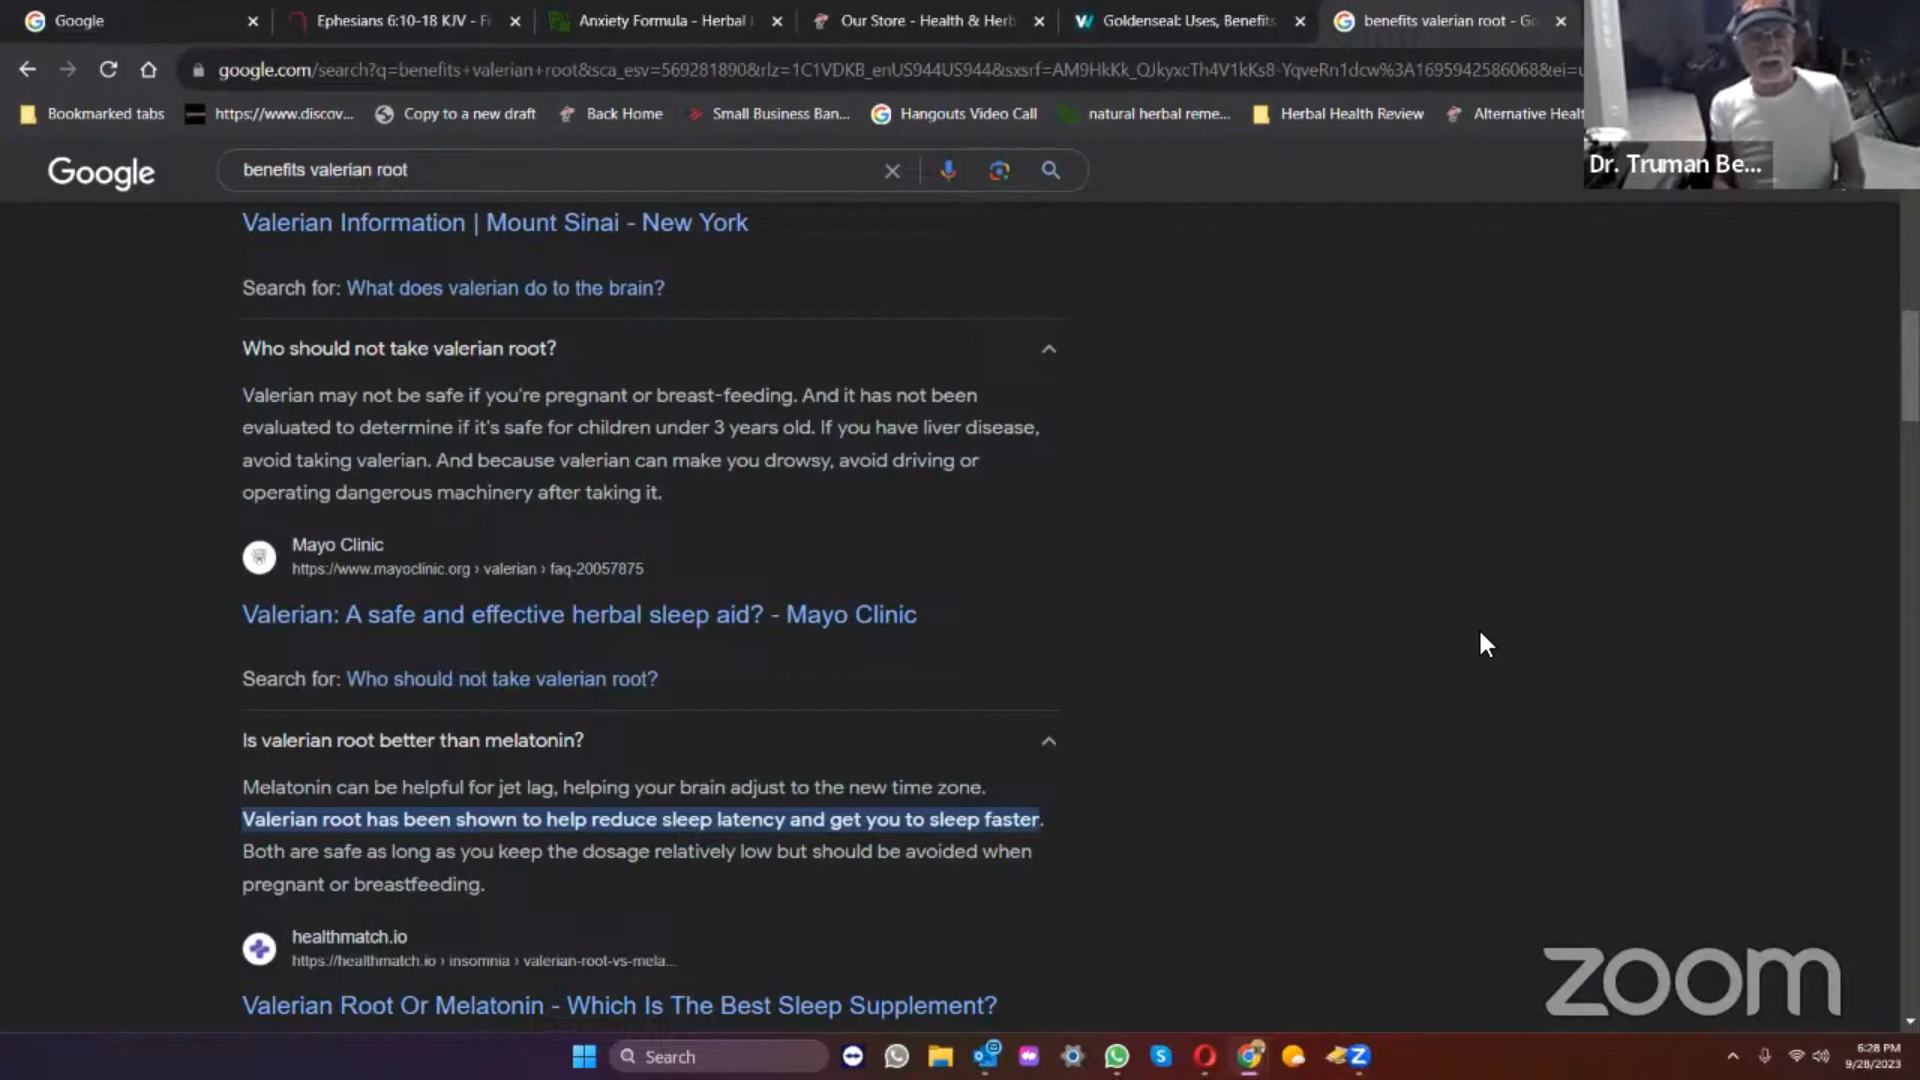 Google
Ephesians 6:10-18 KJV - Fi
Anxiety Formula - Herbal
Our Store - Health & Herb
Goldenseal: Uses, Benefits
benefits valerian root - Go
google.com/search?q=benefits+valerian+root&sca_esv=569281890&rlz=1C1VDKB_enUS944US944&sxsrf=AM9HkKk_QJkyxcTh4V1kKs8-YqveRn1dcw%3A1695942586068&ei=u
Bookmarked tabs
https://www.discov...
Copy to a new draft
Back Home
Small Business Ban...
Hangouts Video Call
natural herbal reme...
Herbal Health Review
Alternative Healt
Dr. Truman Be...
Google
benefits valerian root
Valerian Information | Mount Sinai - New York
Search for: What does valerian do to the brain?
Who should not take valerian root?
Valerian may not be safe if you're pregnant or breast-feeding. And it has not been
evaluated to determine if it's safe for children under 3 years old. If you have liver disease,
avoid taking valerian. And because valerian can make you drowsy, avoid driving or
operating dangerous machinery after taking it.
Mayo Clinic
https://www.mayoclinic.org › valerian › faq-20057875
Valerian: A safe and effective herbal sleep aid? - Mayo Clinic
Search for: Who should not take valerian root?
Is valerian root better than melatonin?
Melatonin can be helpful for jet lag, helping your brain adjust to the new time zone.
Valerian root has been shown to help reduce sleep latency and get you to sleep faster.
Both are safe as long as you keep the dosage relatively low but should be avoided when
pregnant or breastfeeding.
healthmatch.io
https://healthmatch.io › insomnia › valerian-root-vs-mela...
Valerian Root Or Melatonin - Which Is The Best Sleep Supplement?
zoom
Search
6:28 PM
9/28/2023